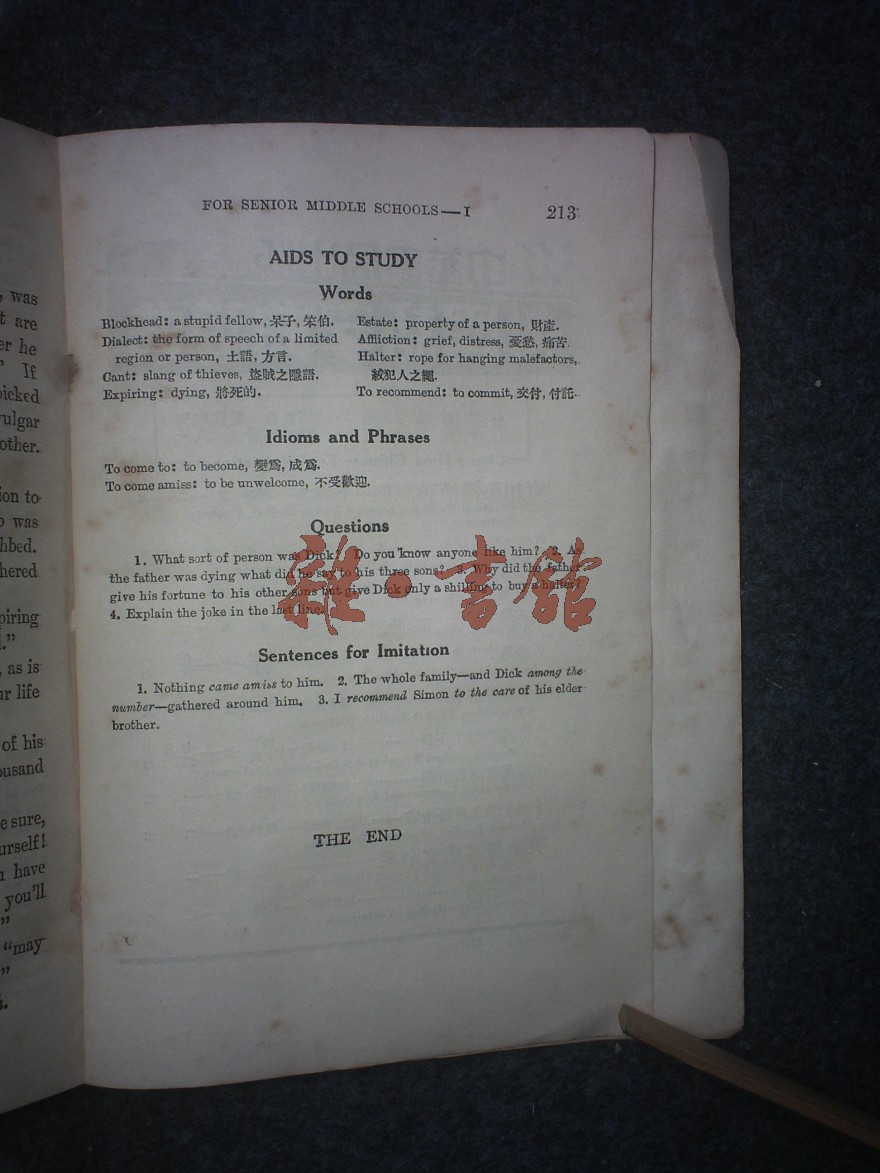 , was
t are
er he
" If
picked
vulgar
other.
ion to
o was
hbed.
hered
piring
."
, as is
ur life
of his
ousand
e sure,
urself!
u have
you'll
"
"may
"
FOR SENIOR MIDDLE SCHOOLS—I 213
AIDS TO STUDY
Words
Blockhead: a stupid fellow, 呆子, 笨伯.
Dialect: the form of speech of a limited
region or person, 土語, 方言.
Cant: slang of thieves, 盜賊之隱語.
Expiring: dying, 將死的.
Estate: property of a person, 財產.
Affliction: grief, distress, 憂愁, 痛苦.
Halter: rope for hanging malefactors,
絞犯人之繩.
To recommend: to commit, 交付, 付託.
Idioms and Phrases
To come to: to become, 變爲, 成爲.
To come amiss: to be unwelcome, 不受歡迎.
Questions
1. What sort of person was Dick? Do you know anyone like him? 2. As
the father was dying what did he say to his three sons? 3. Why did the father
give his fortune to his other sons but give Dick only a shilling to buy a halter?
4. Explain the joke in the last line.
Sentences for Imitation
1. Nothing came amiss to him. 2. The whole family—and Dick among the
number—gathered around him. 3. I recommend Simon to the care of his elder
brother.
THE END
雜·書館